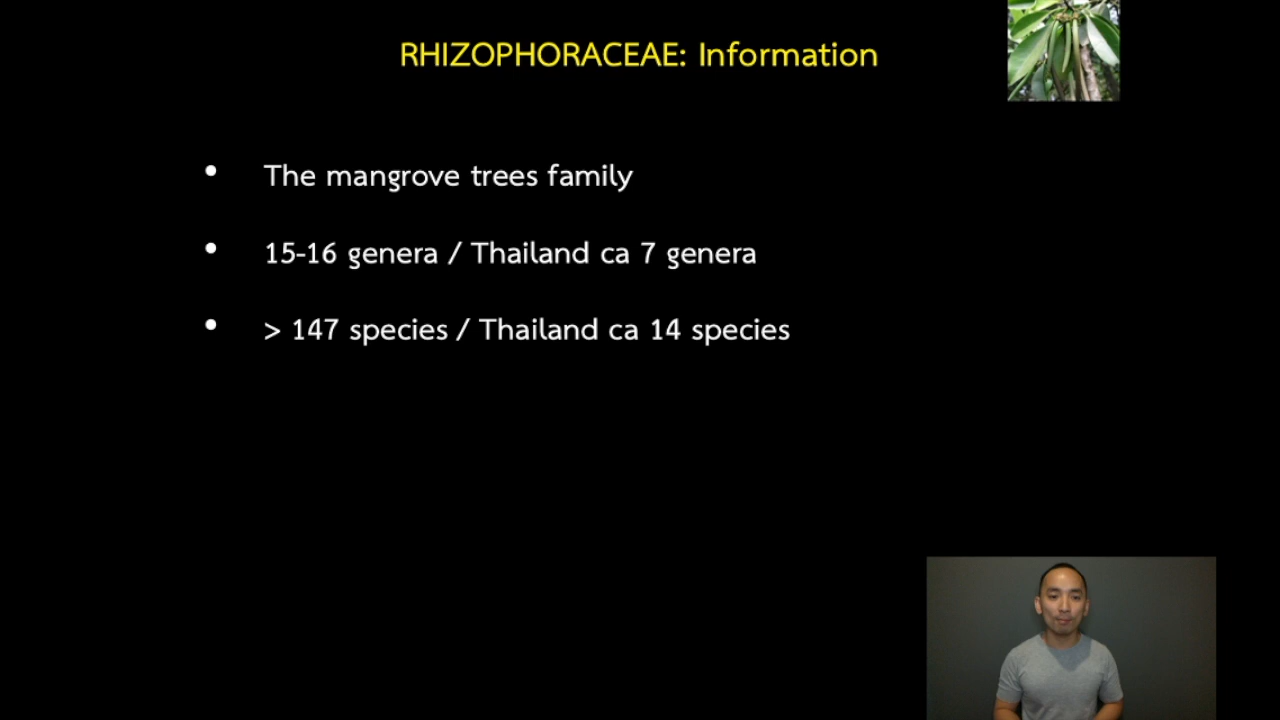 RHIZOPHORACEAE: Information
• The mangrove trees family
• 15-16 genera / Thailand ca 7 genera
• > 147 species / Thailand ca 14 species